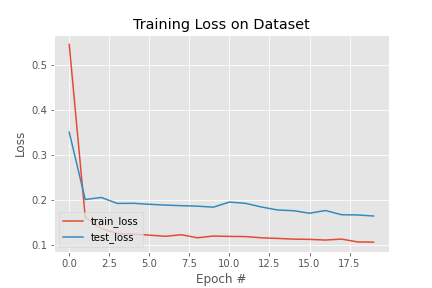 Training Loss on Dataset
0.5
0.4
0.3
0.2
0.1
Loss
train_loss
test_loss
0.0 2.5 5.0 7.5 10.0 12.5 15.0 17.5
Epoch #